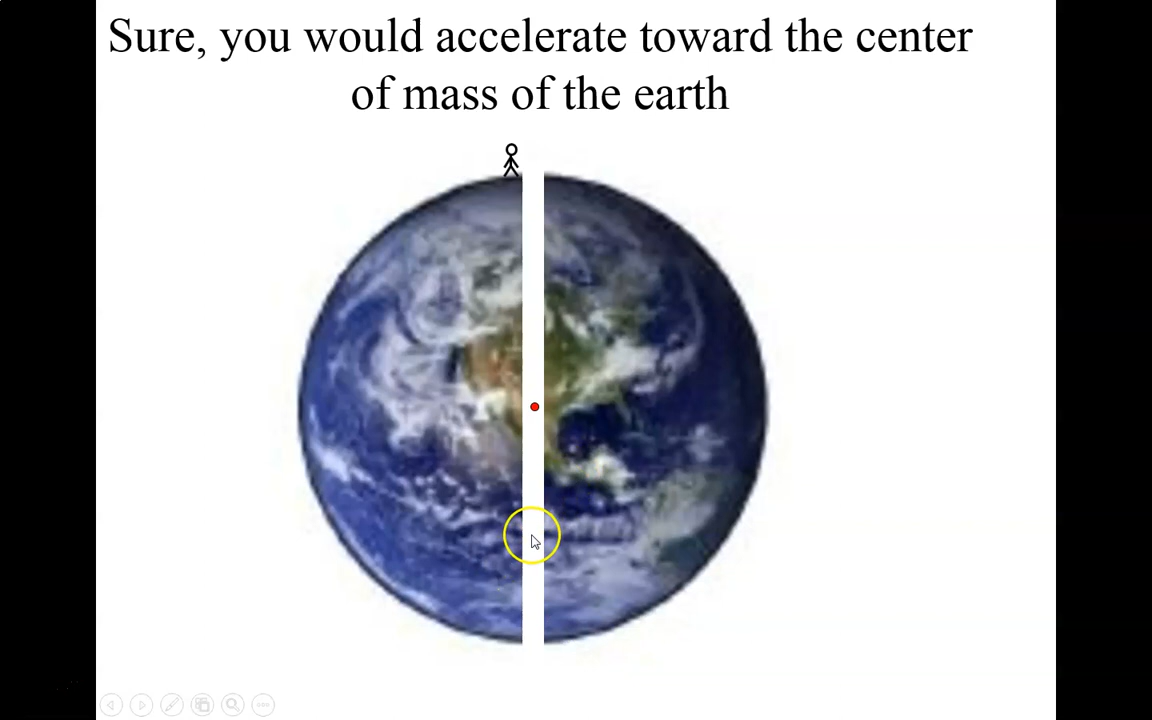 Sure, you would accelerate toward the center
of mass of the earth